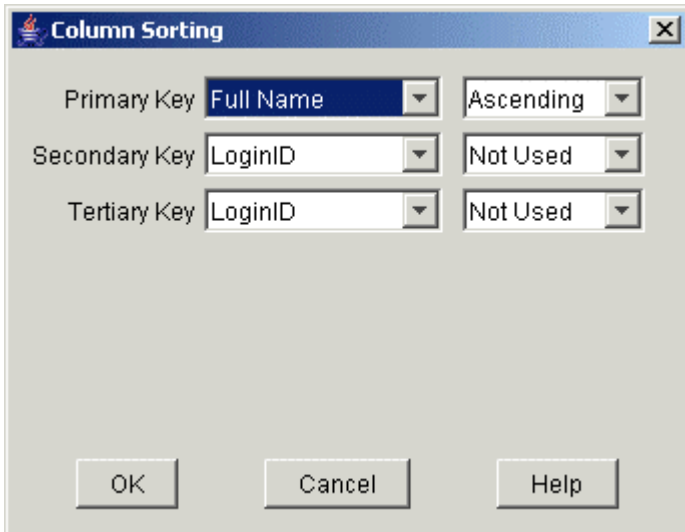 Column Sorting
Primary Key Full Name Ascending
Secondary Key LoginID Not Used
Tertiary Key LoginID Not Used
OK Cancel Help